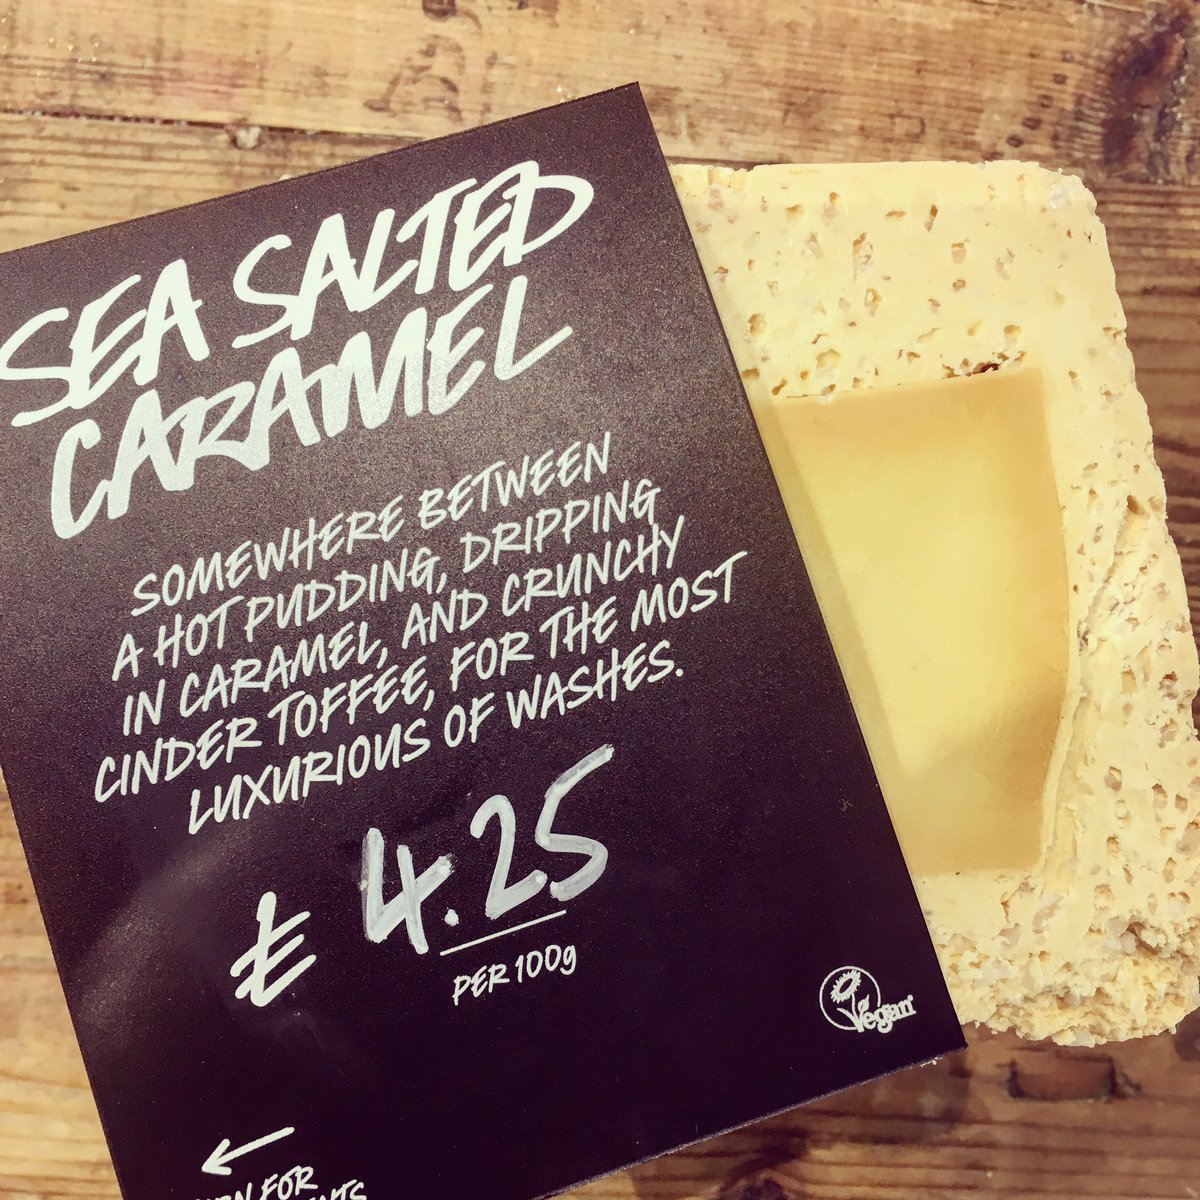 SEA SALTED
CARAMEL
SOMEWHERE BETWEEN
A HOT PUDDING, DRIPPING
IN CARAMEL, AND CRUNCHY
CINDER TOFFEE, FOR THE MOST
LUXURIOUS OF WASHES.
£ 4.25
PER 100g
Vegan
FOR